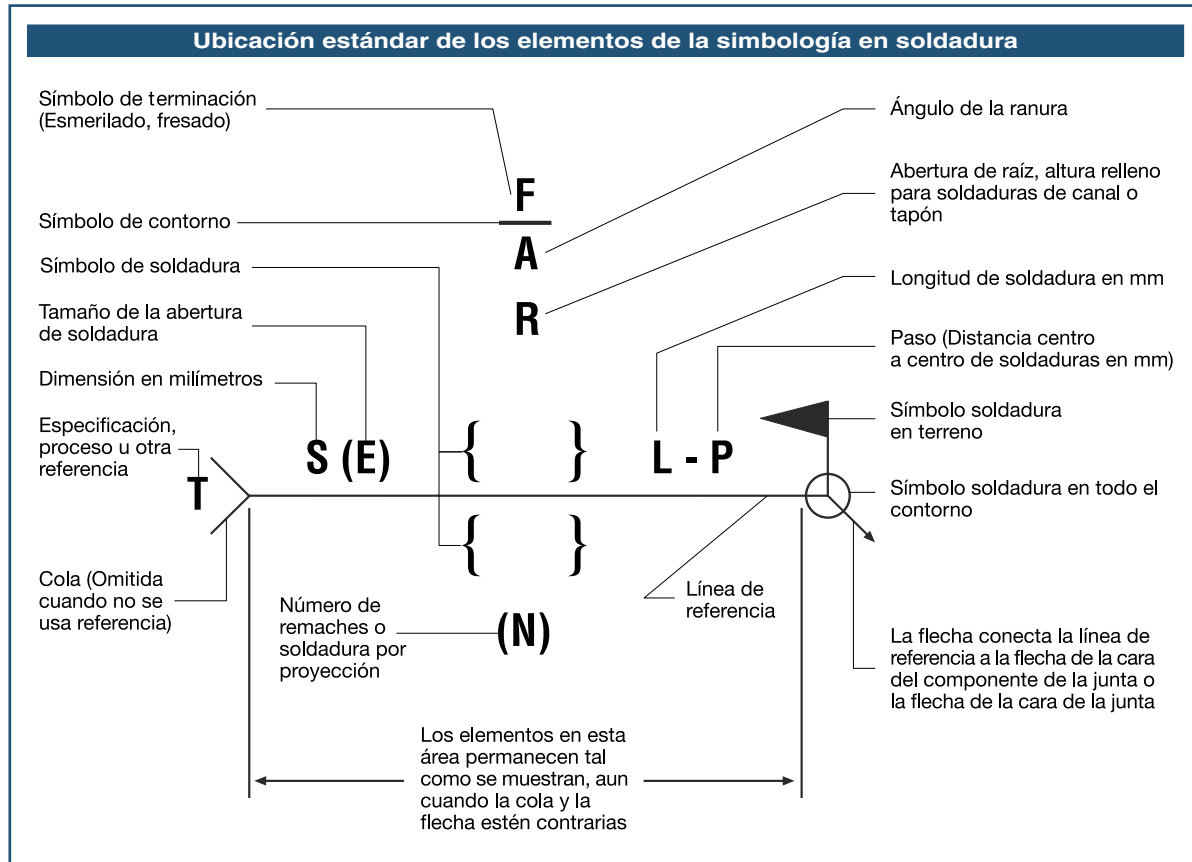 Ubicación estándar de los elementos de la simbología en soldadura
Símbolo de terminación
(Esmerilado, fresado)
Símbolo de contorno
Símbolo de soldadura
Tamaño de la abertura
de soldadura
Dimensión en milímetros
Especificación,
proceso u otra
referencia
T
Cola (Omitida
cuando no se
usa referencia)
F
A
R
S (E)
{ }
L - P
{ }
Número de
remaches o
soldadura por
proyección
(N)
Línea de
referencia
Los elementos en esta
área permanecen tal
como se muestran, aun
cuando la cola y la
flecha estén contrarias
Ángulo de la ranura
Abertura de raíz, altura relleno
para soldaduras de canal o
tapón
Longitud de soldadura en mm
Paso (Distancia centro
a centro de soldaduras en mm)
Símbolo soldadura
en terreno
Símbolo soldadura en todo el
contorno
La flecha conecta la línea de
referencia a la flecha de la cara
del componente de la junta o
la flecha de la cara de la junta